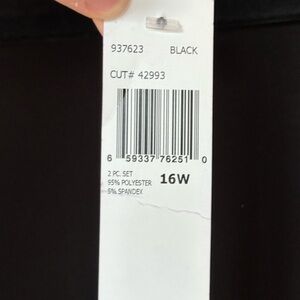 937623 BLACK
CUT# 42993
6 59337 76251 0
2 PC. SET
95% POLYESTER 16W
5% SPANDEX